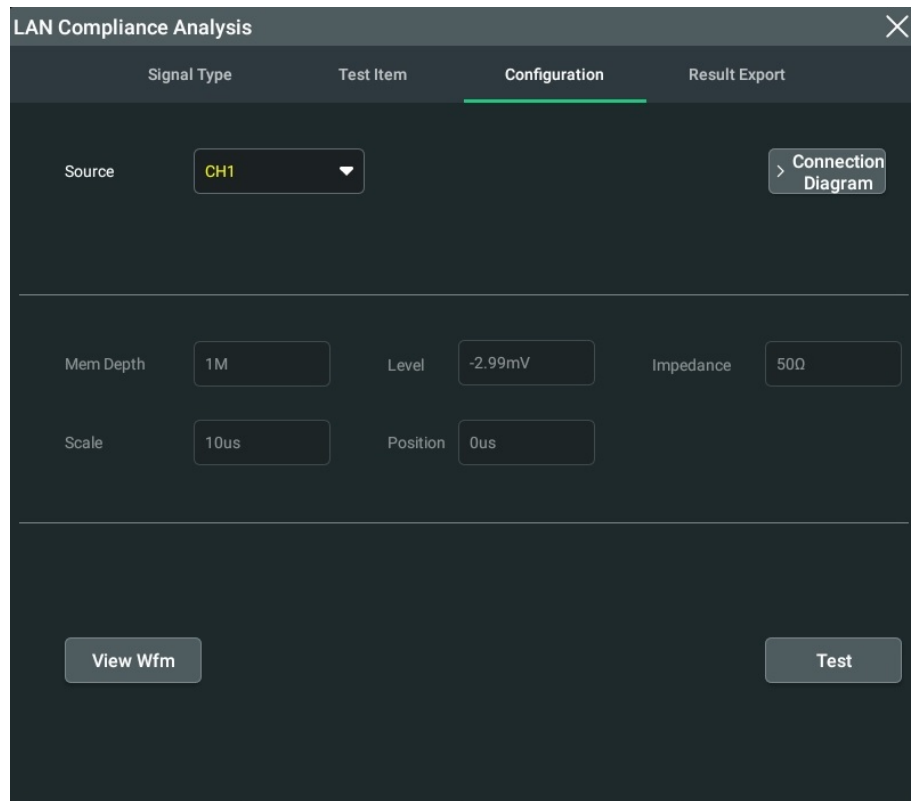 LAN Compliance Analysis
Signal Type Test Item Configuration Result Export
Source CH1 > Connection
Diagram
Mem Depth 1M Level -2.99mV Impedance 50Ω
Scale 10us Position 0us
View Wfm Test